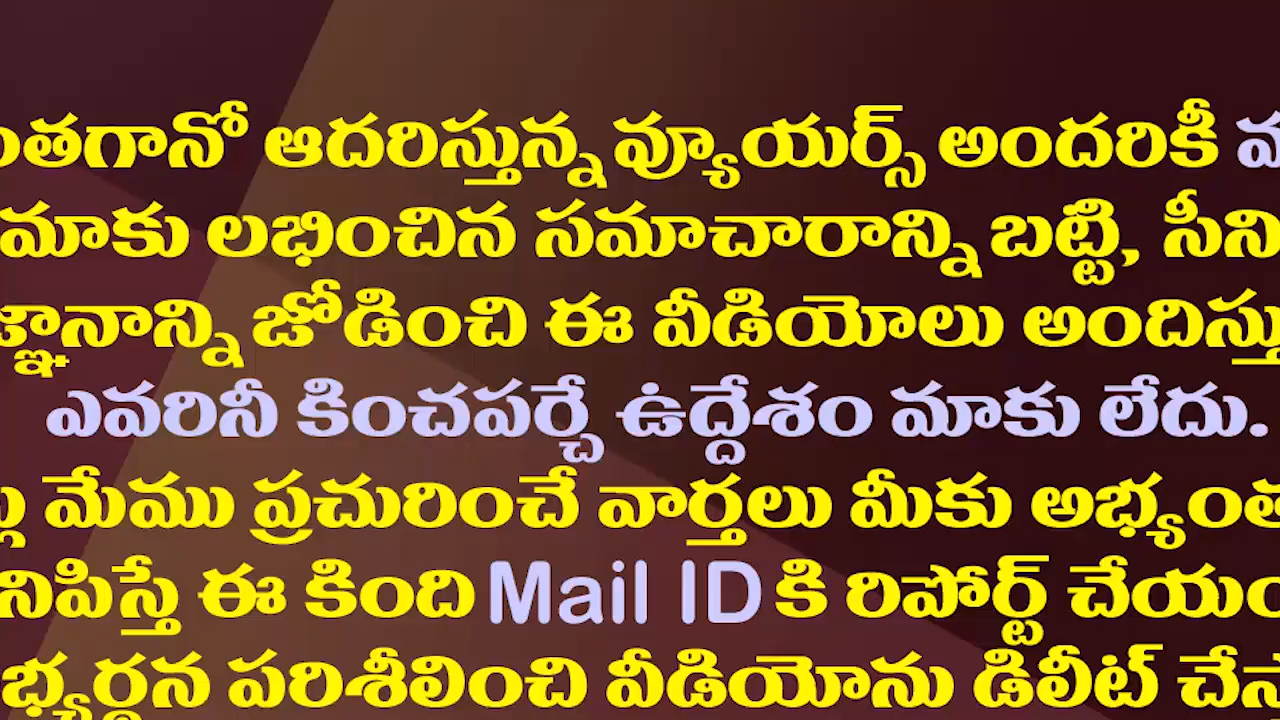 ంతగానో ఆదరిస్తున్న వ్యూయర్స్ అందరికీ
మాకు లభించిన సమాచారాన్ని బట్టి, సీని
జ్ఞానాన్ని జోడించి ఈ వీడియోలు అందిస్తు
ఎవరినీ కించపర్చే ఉద్దేశం మాకు లేదు.
మేము ప్రచురించే వార్తలు మీకు అభ్యంత
నిపిస్తే ఈ కింది Mail ID కి రిపోర్ట్ చేయం
భ్యర్థన పరిశీలించి వీడియోను డిలీట్ చేస